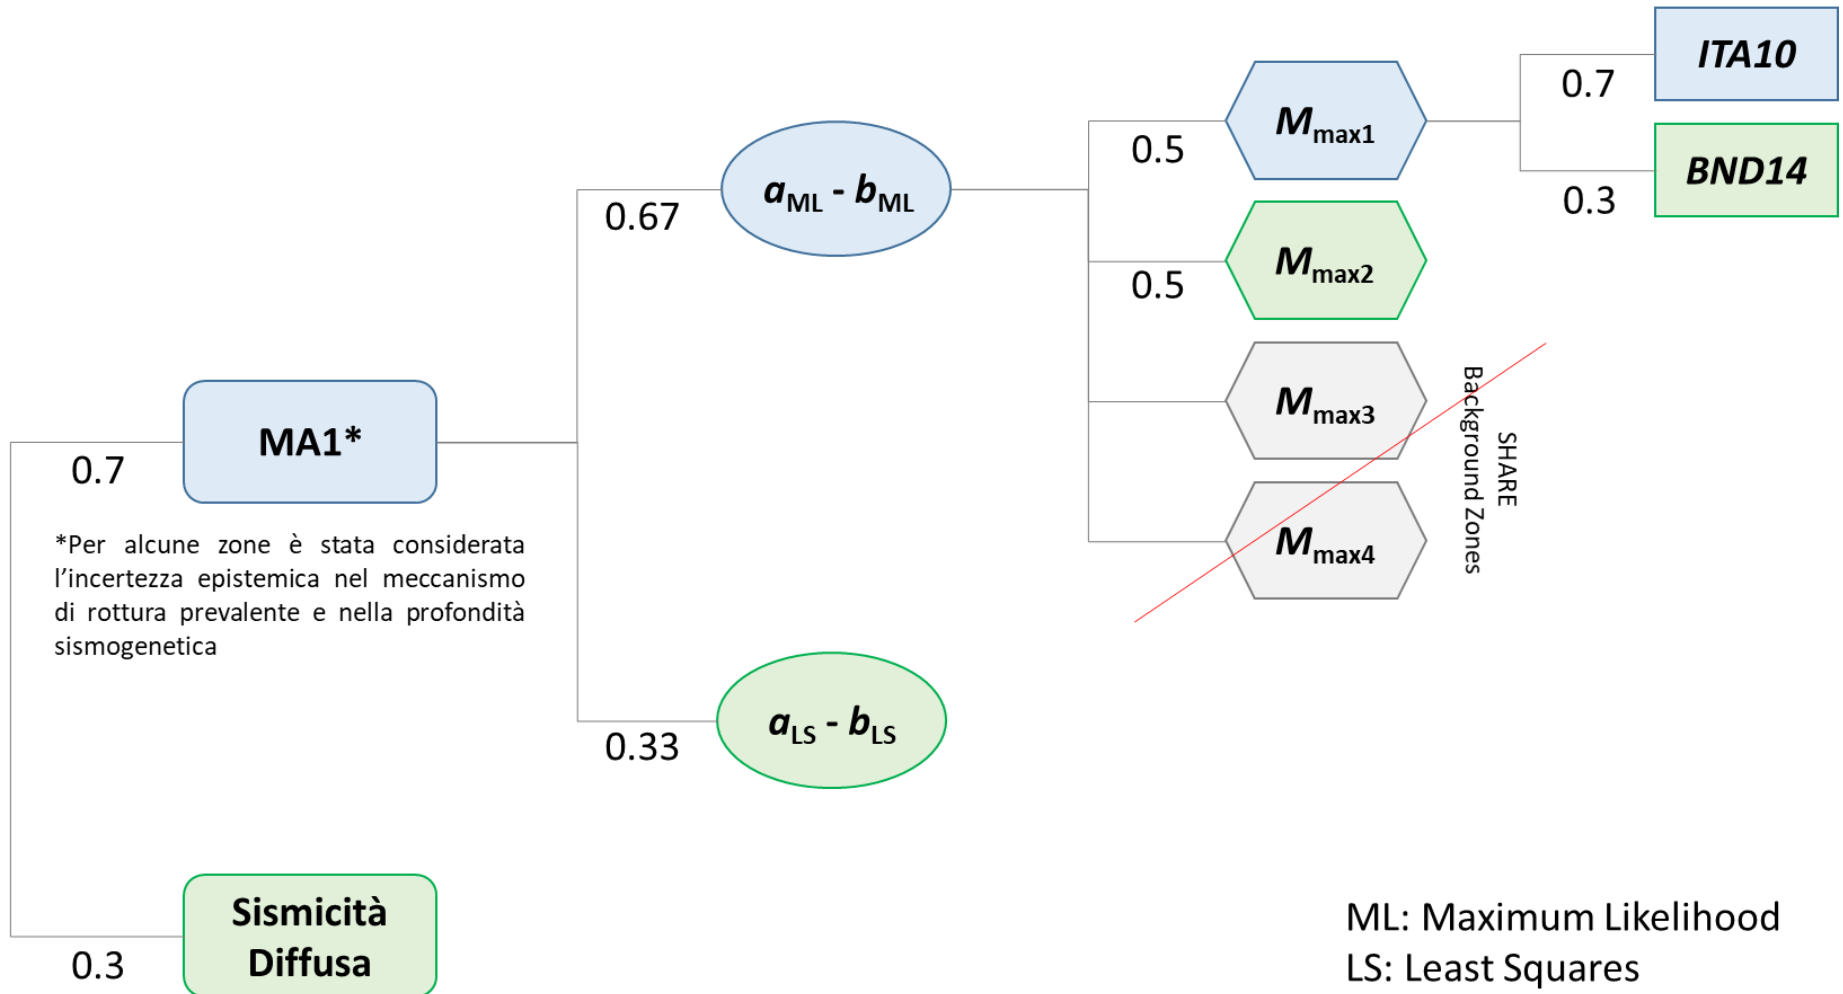 ITA10
0.7
BND14
0.3
Mmax1
0.5
Mmax2
0.5
Mmax3
Mmax4
SHARE
Background Zones
aML - bML
0.67
MA1*
0.7
*Per alcune zone è stata considerata
l'incertezza epistemica nel meccanismo
di rottura prevalente e nella profondità
sismogenetica
aLS - bLS
0.33
Sismicità
Diffusa
0.3
ML: Maximum Likelihood
LS: Least Squares